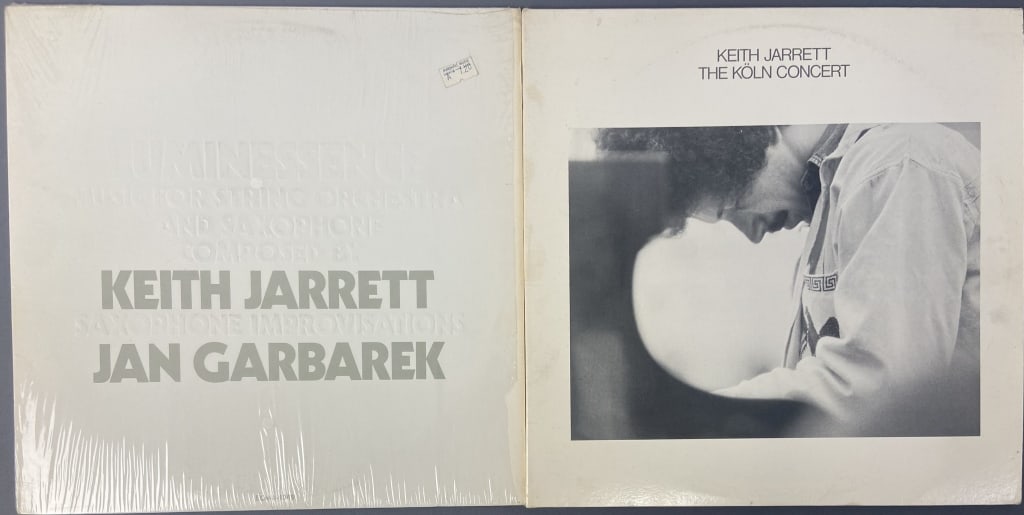 LUMINESSENCE
MUSIC FOR STRING ORCHESTRA
AND SAXOPHONE
COMPOSED BY
KEITH JARRETT
SAXOPHONE IMPROVISATIONS
JAN GARBAREK
KEITH JARRETT
THE KÖLN CONCERT